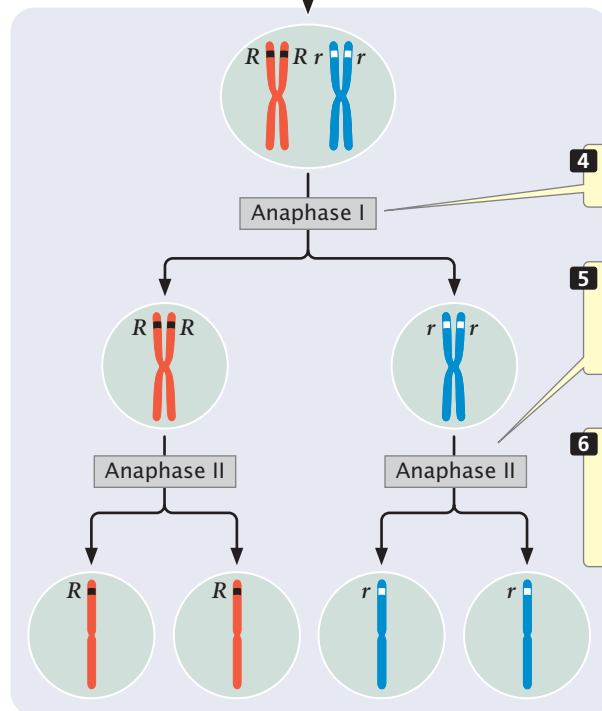 R R r r
4
Anaphase I
5
R R r r
6
Anaphase II Anaphase II
R R r r